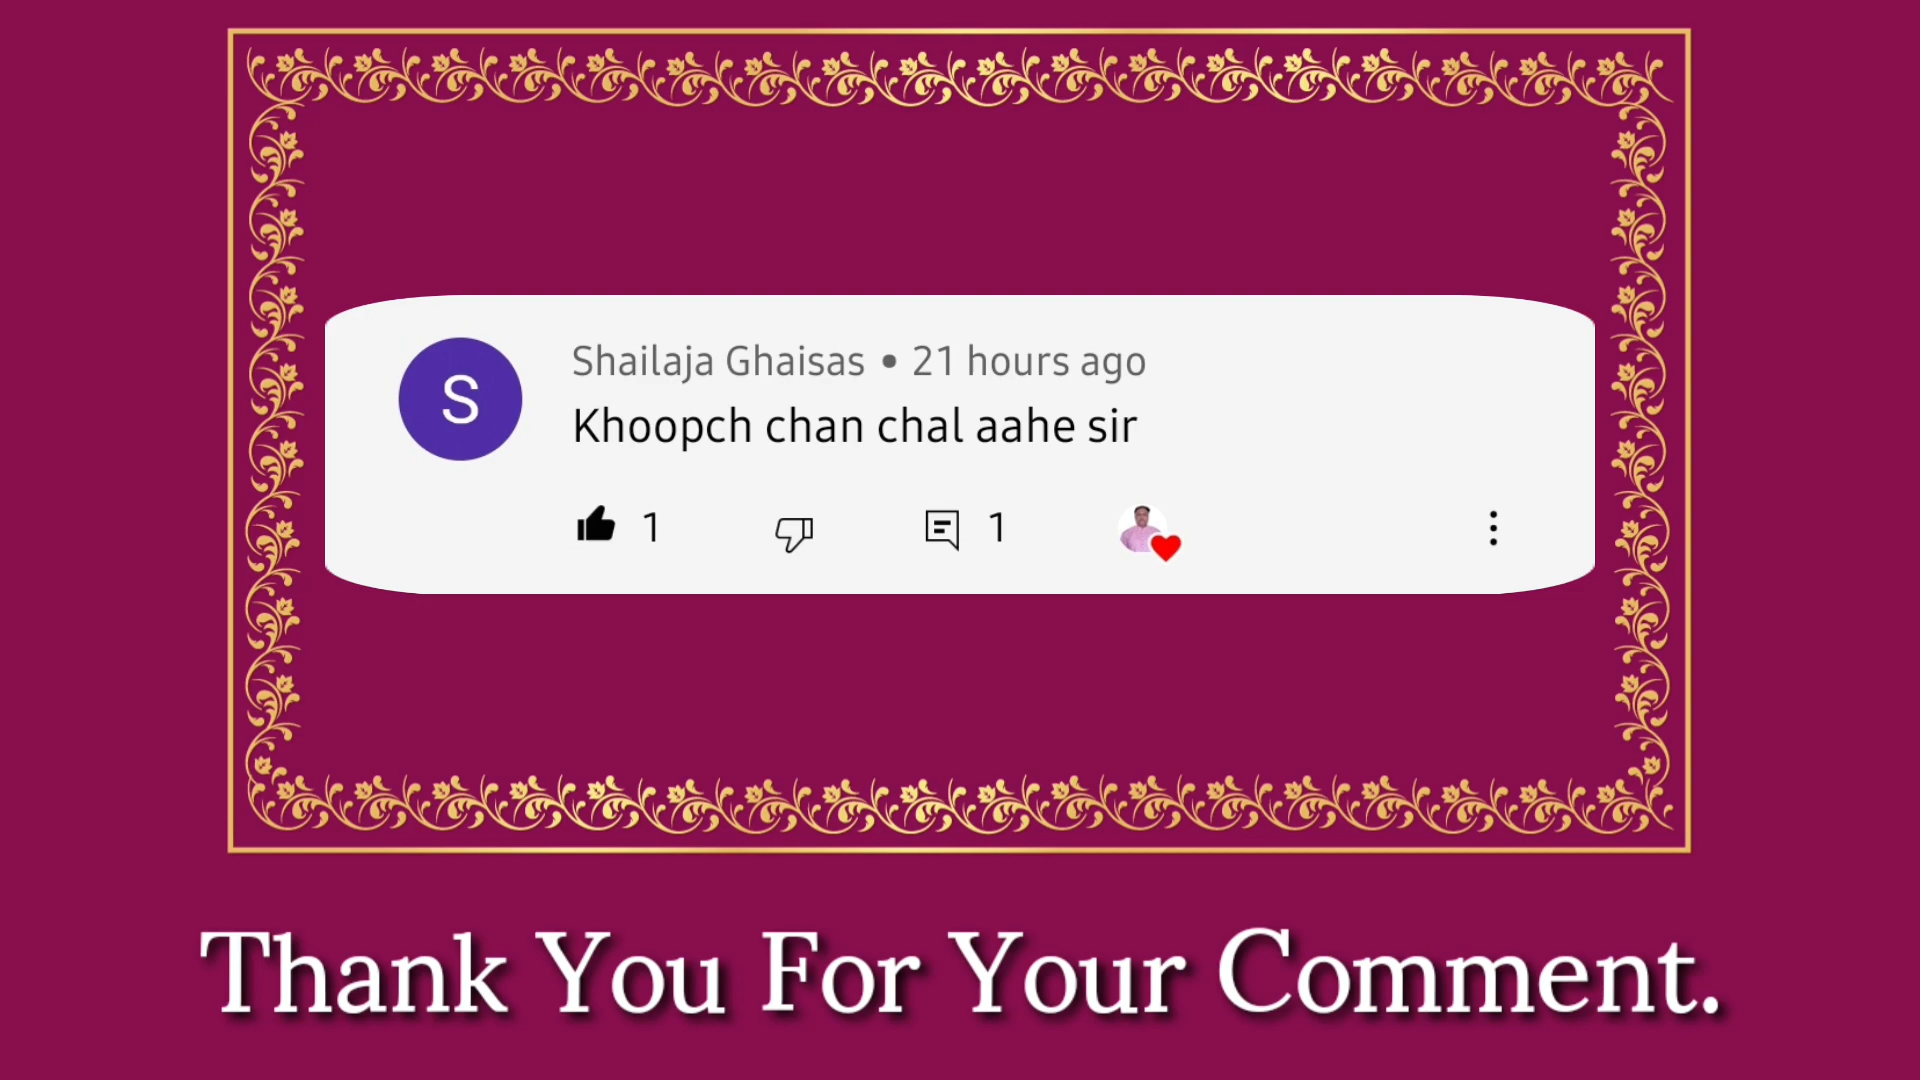 S
Shailaja Ghaisas • 21 hours ago
Khoopch chan chal aahe sir
1
1
Thank You For Your Comment.